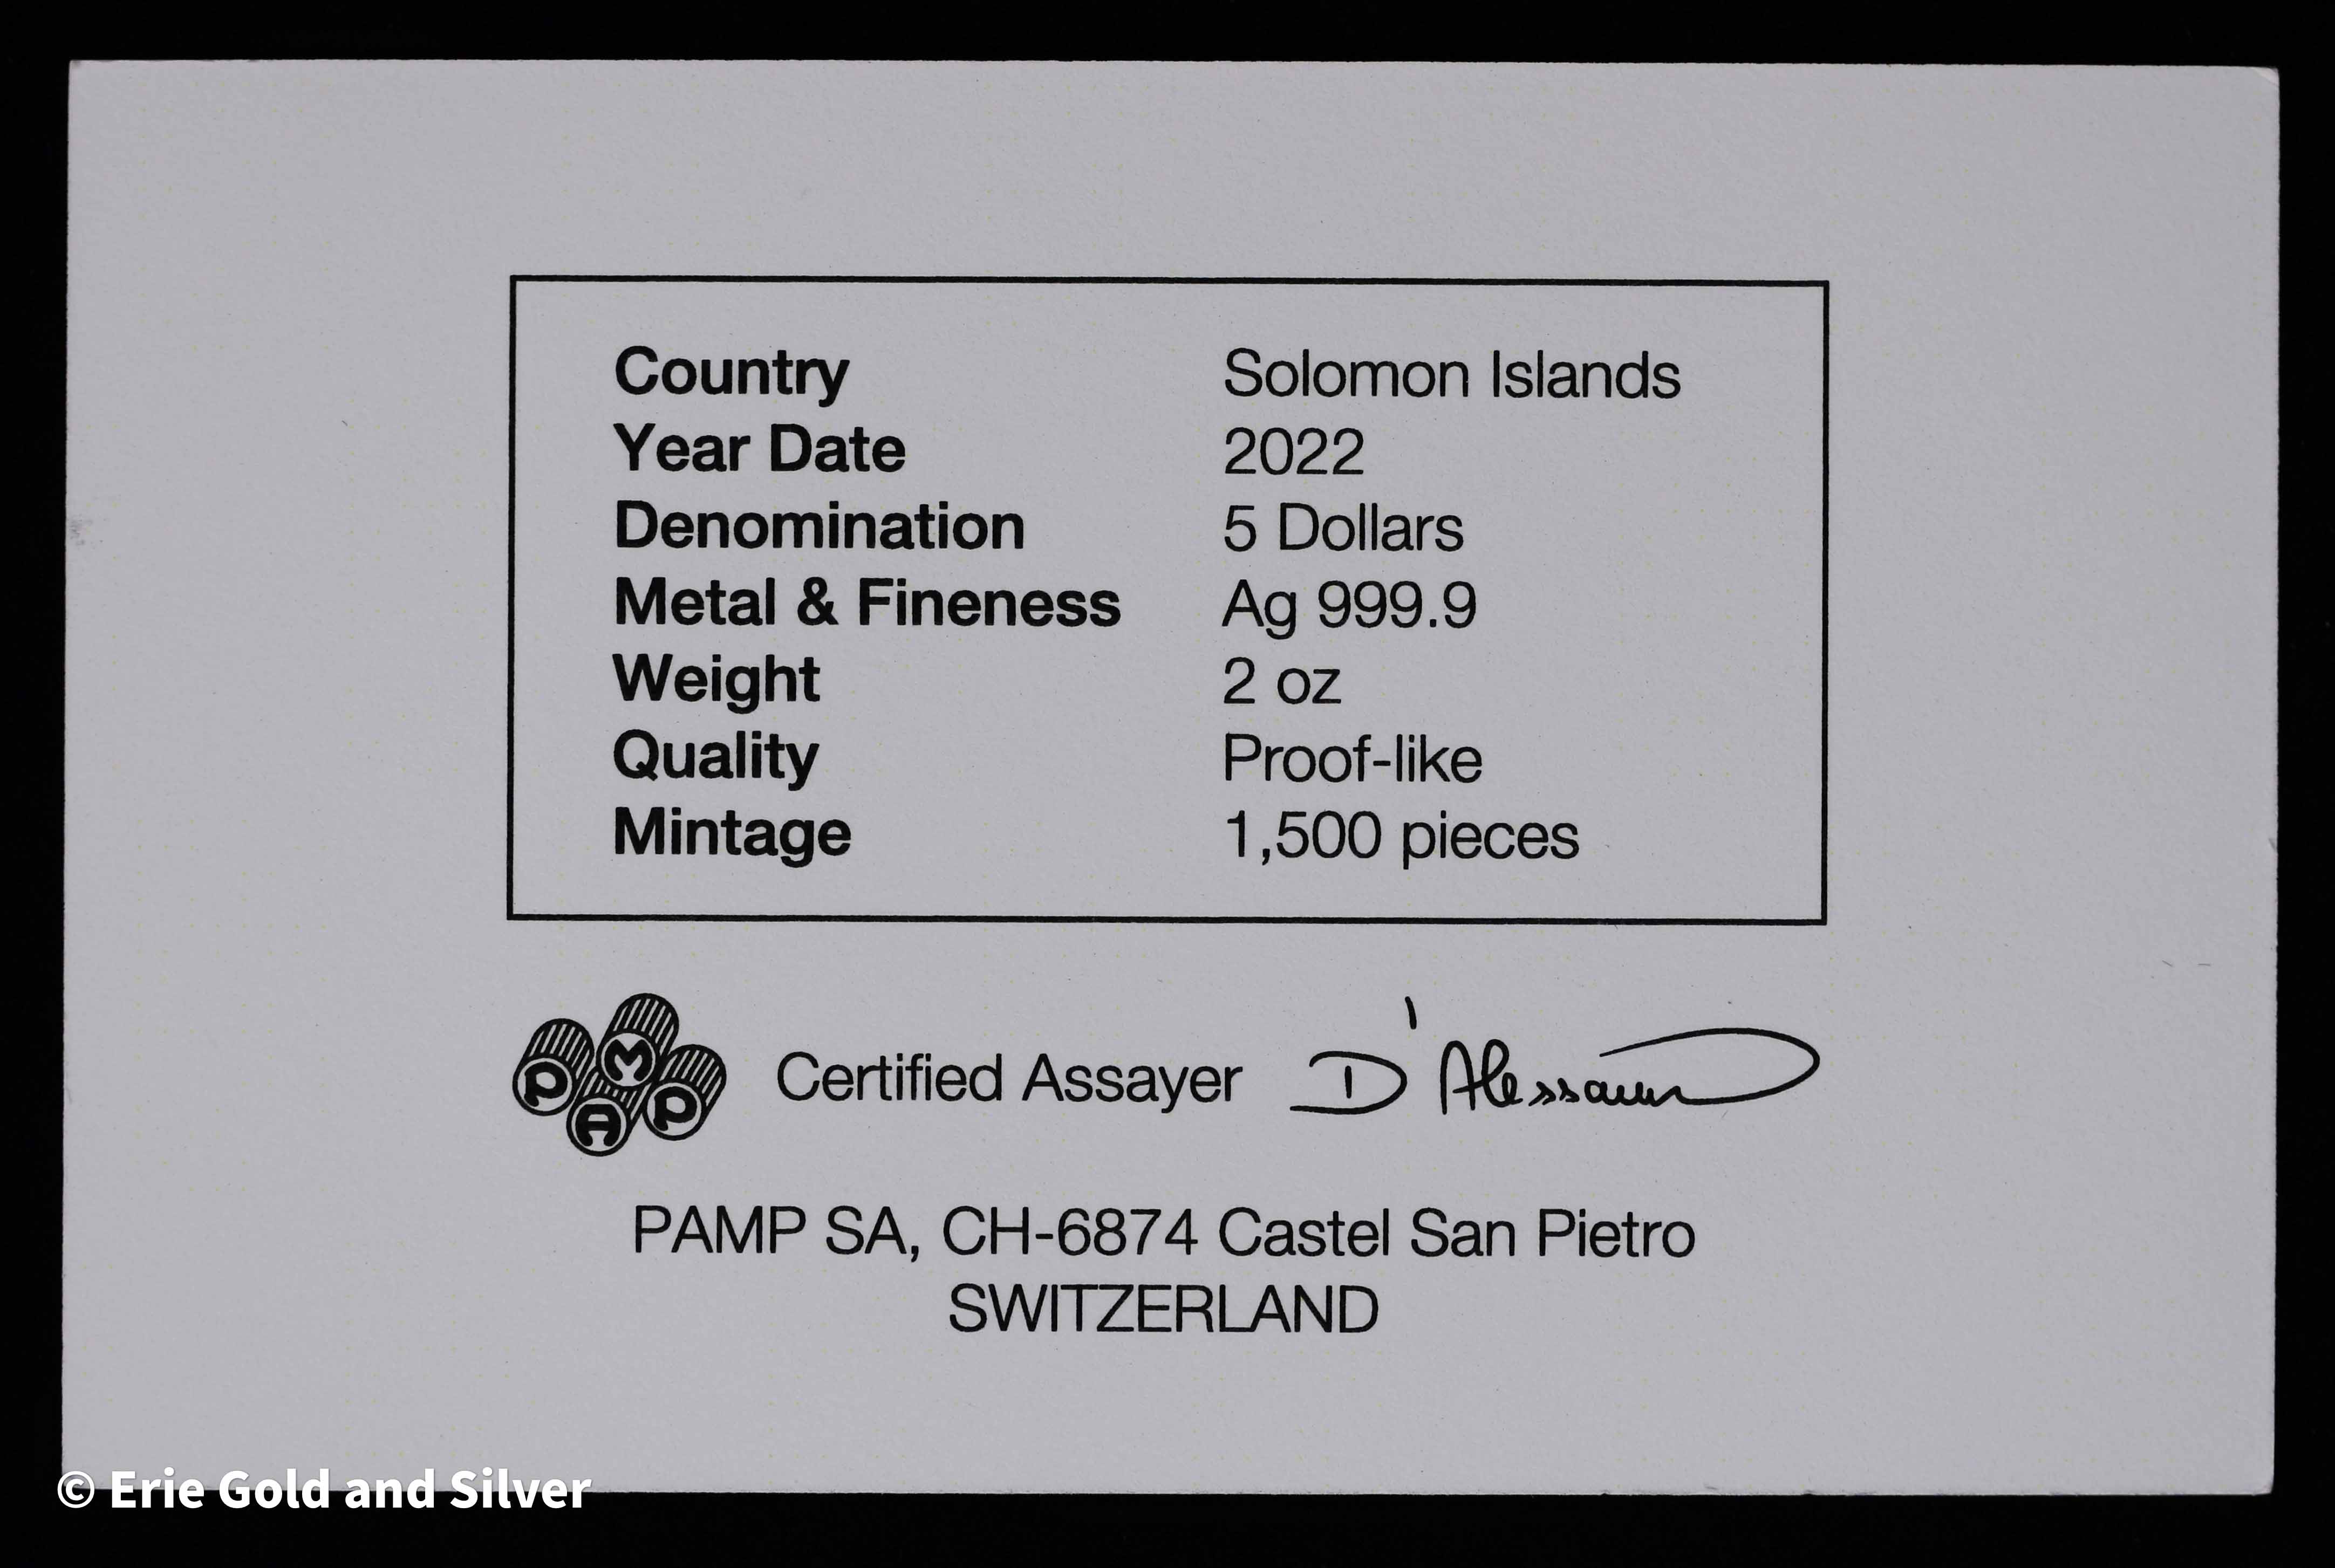 Country Solomon Islands
Year Date 2022
Denomination 5 Dollars
Metal & Fineness Ag 999.9
Weight 2 oz
Quality Proof-like
Mintage 1,500 pieces
PAMP Certified Assayer
PAMP SA, CH-6874 Castel San Pietro
SWITZERLAND
© Erie Gold and Silver